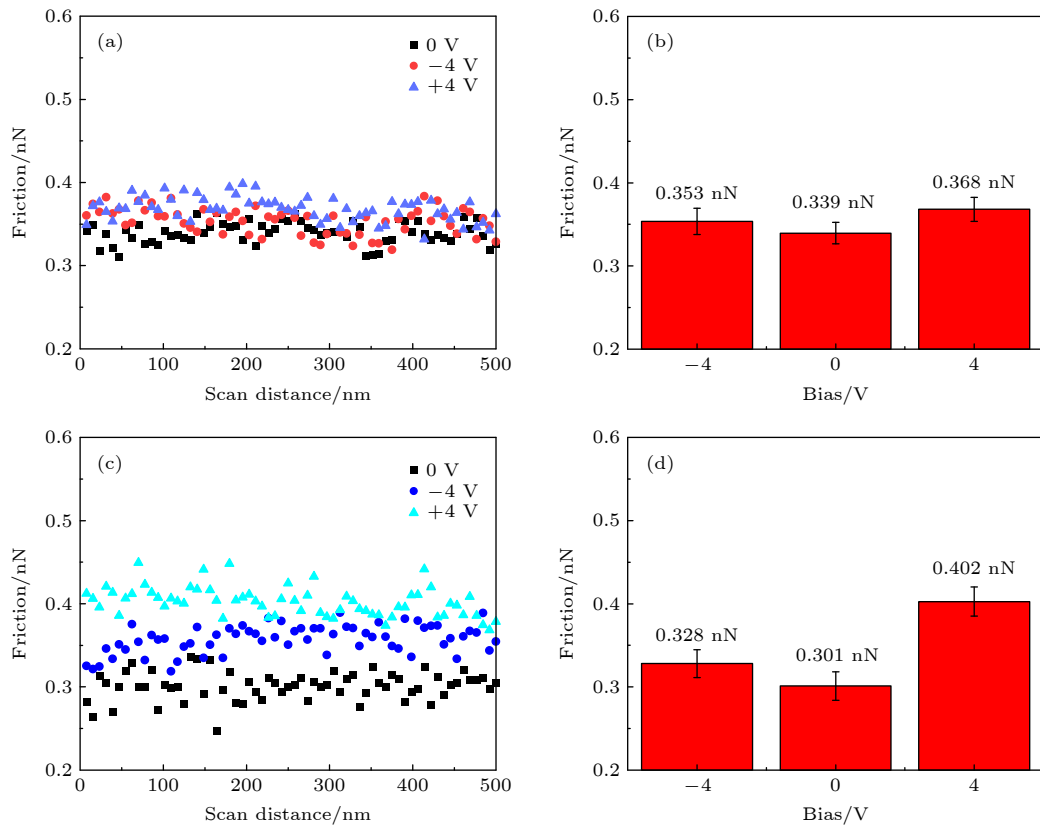 0.6
(a)
0 V
−4 V
+4 V
0.5
0.4
0.3
0.2
Friction/nN
0
100
200
300
400
500
Scan distance/nm
0.6
(b)
0.5
0.4
0.3
0.2
Friction/nN
0.353 nN
0.339 nN
0.368 nN
−4
0
4
Bias/V
0.6
(c)
0 V
−4 V
+4 V
0.5
0.4
0.3
0.2
Friction/nN
0
100
200
300
400
500
Scan distance/nm
0.6
(d)
0.5
0.4
0.3
0.2
Friction/nN
0.328 nN
0.301 nN
0.402 nN
−4
0
4
Bias/V